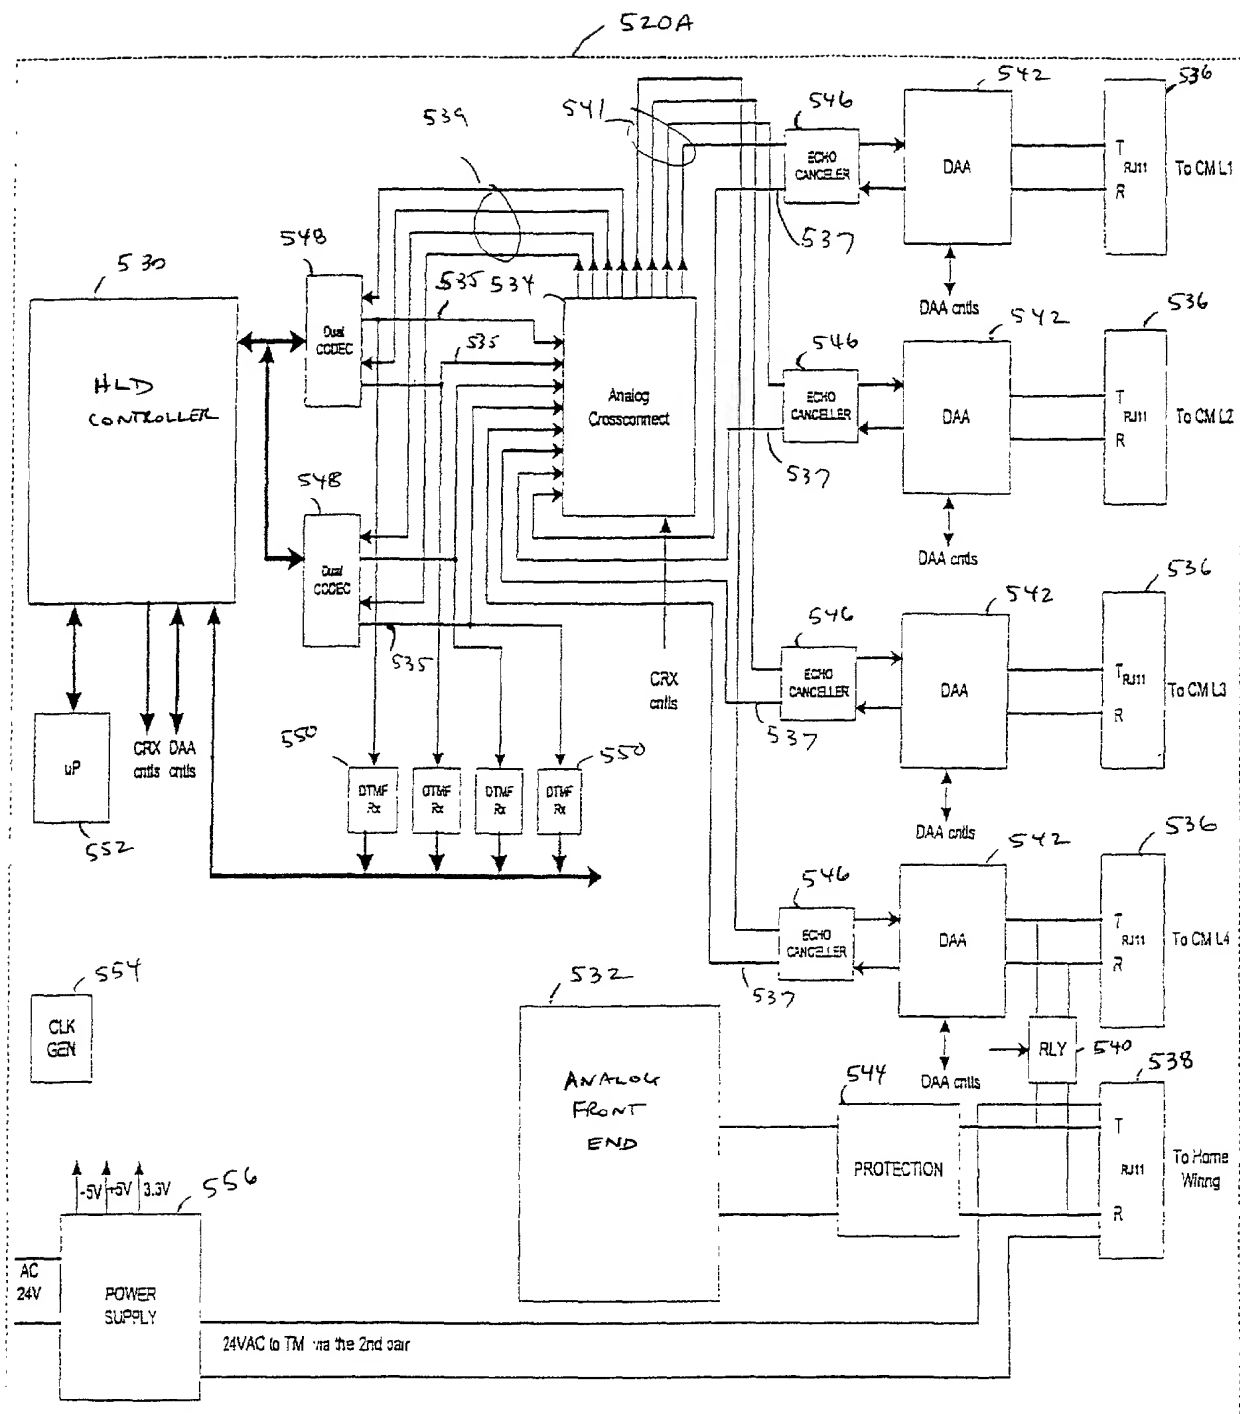 520A
542
536
546
541
539
ECHO
CANCELER
DAA
T
RJ11
R
To CM L1
537
548
530
535
534
DAA cntls
542
536
Dual
CODEC
535
546
HLD
CONTROLLER
Analog
Crossconnect
ECHO
CANCELLER
DAA
T
RJ11
R
To CM L2
537
548
DAA cntls
Dual
CODEC
542
536
546
535
ECHO
CANCELLER
DAA
T
RJ11
R
To CM L3
CRX
cntls
537
550
550
uP
CRX
cntls
DAA
cntls
DTMF
Rx
DTMF
Rx
DTMF
Rx
DTMF
Rx
552
DAA cntls
542
536
546
ECHO
CANCELLER
DAA
T
RJ11
R
To CM L4
537
554
532
CLK
GEN
RLY
540
DAA cntls
538
544
ANALOG
FRONT
END
T
RJ11
R
To Home
Wiring
PROTECTION
-5V
+5V
3.3V
556
AC
24V
POWER
SUPPLY
24VAC to TM via the 2nd pair